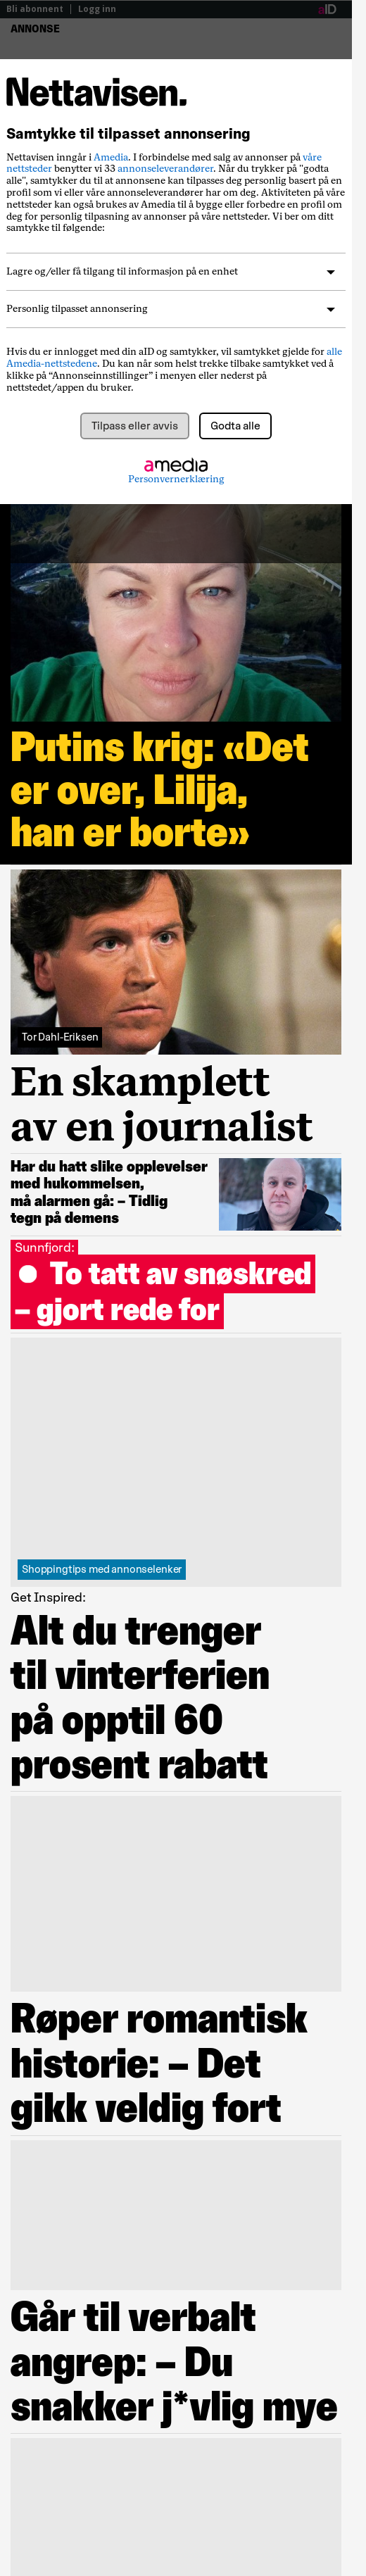 Bli abonnent | Logg inn aID
ANNONSE
Nettavisen.
Samtykke til tilpasset annonsering
Nettavisen inngår i Amedia. I forbindelse med salg av annonser på våre
nettsteder benytter vi 33 annonseleverandører. Når du trykker på "godta
alle", samtykker du til at annonsene kan tilpasses deg personlig basert på en
profil som vi eller våre annonseleverandører har om deg. Aktiviteten på våre
nettsteder kan også brukes av Amedia til å bygge eller forbedre en profil om
deg for personlig tilpasning av annonser på våre nettsteder. Vi ber om ditt
samtykke til følgende:
Lagre og/eller få tilgang til informasjon på en enhet
Personlig tilpasset annonsering
Hvis du er innlogget med din aID og samtykker, vil samtykket gjelde for alle
Amedia-nettstedene. Du kan når som helst trekke tilbake samtykket ved å
klikke på “Annonseinnstillinger” i menyen eller nederst på
nettstedet/appen du bruker.
Tilpass eller avvis Godta alle
amedia
Personvernerklæring
Putins krig: «Det
er over, Lilija,
han er borte»
Tor Dahl-Eriksen
En skamplett
av en journalist
Har du hatt slike opplevelser
med hukommelsen,
må alarmen gå: – Tidlig
tegn på demens
Sunnfjord:
To tatt av snøskred
– gjort rede for
Shoppingtips med annonselenker
Get Inspired:
Alt du trenger
til vinterferien
på opptil 60
prosent rabatt
Røper romantisk
historie: – Det
gikk veldig fort
Går til verbalt
angrep: – Du
snakker j*vlig mye